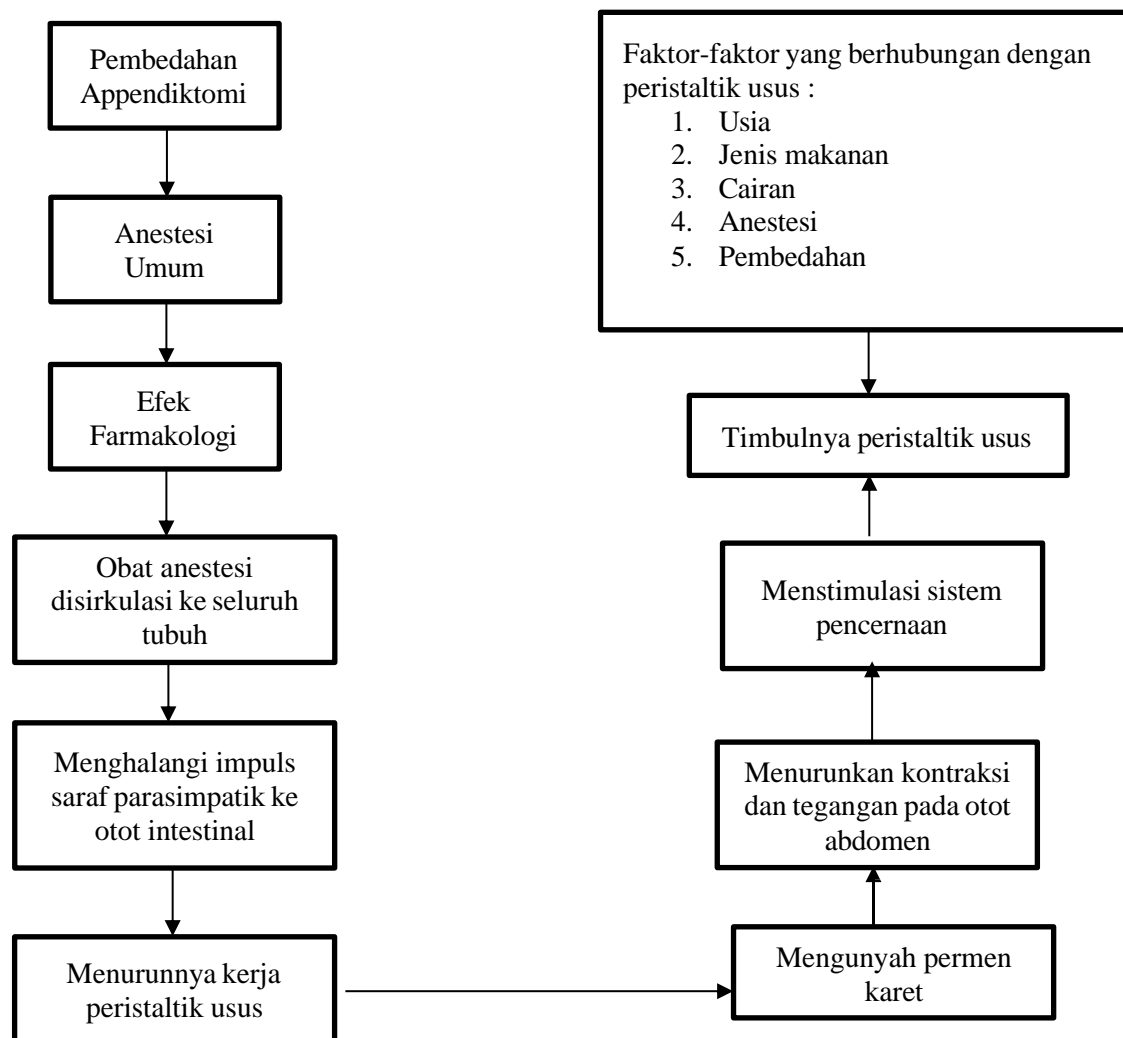 Pembedahan
Appendiktomi
Anestesi
Umum
Efek
Farmakologi
Obat anestesi
disirkulasi ke seluruh
tubuh
Menghalangi impuls
saraf parasimpatik ke
otot intestinal
Menurunnya kerja
peristaltik usus
Mengunyah permen
karet
Menurunkan kontraksi
dan tegangan pada otot
abdomen
Menstimulasi sistem
pencernaan
Timbulnya peristaltik usus
Faktor-faktor yang berhubungan dengan
peristaltik usus :
1. Usia
2. Jenis makanan
3. Cairan
4. Anestesi
5. Pembedahan